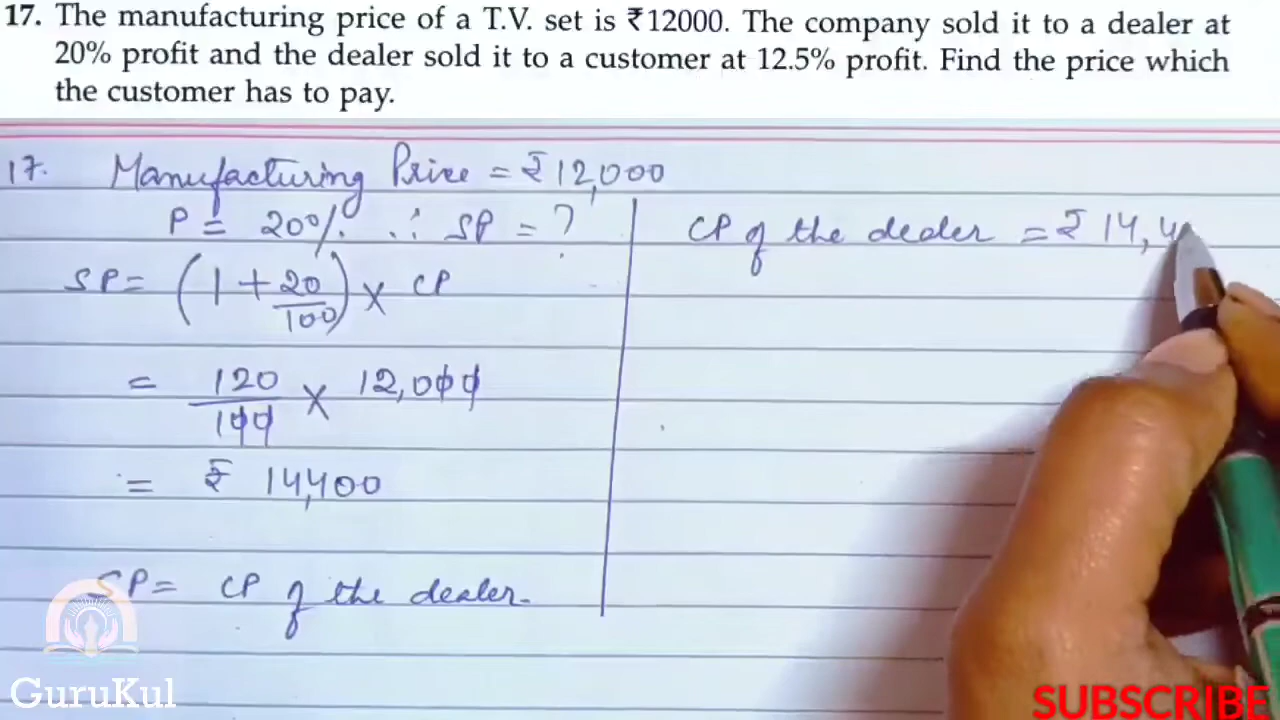 17. The manufacturing price of a T.V. set is ₹12000. The company sold it to a dealer at
20% profit and the dealer sold it to a customer at 12.5% profit. Find the price which
the customer has to pay.
17. Manufacturing Price = ₹12,000
P = 20% ∴ SP = ?
SP = (1 + 20/100) × CP
= 120/100 × 12,000
= ₹ 14,400
SP = CP of the dealer.
CP of the dealer = ₹ 14,4
GuruKul
SUBSCRIBE